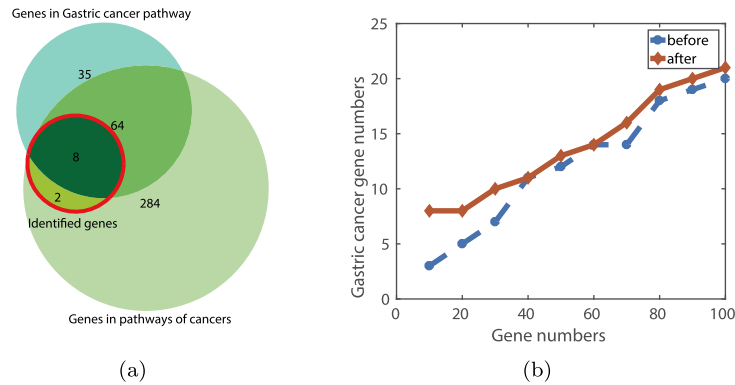 Genes in Gastric cancer pathway
35
64
8
2
284
Identified genes
Genes in pathways of cancers
(a)
before
after
25
20
15
10
5
0
0 20 40 60 80 100
Gastric cancer gene numbers
Gene numbers
(b)